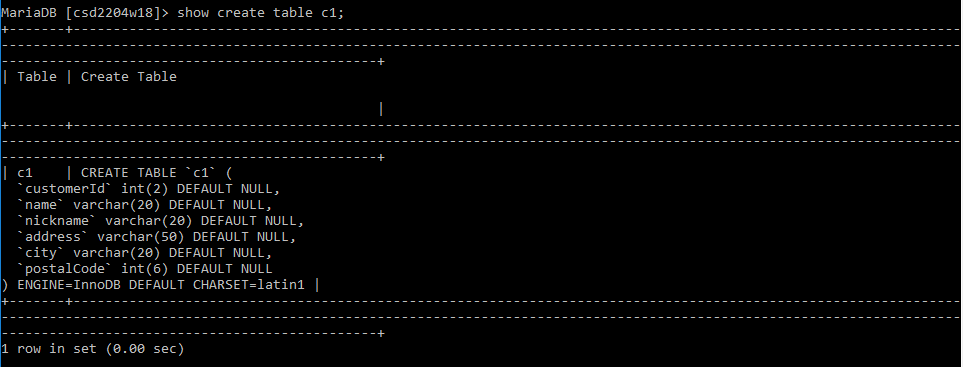 MariaDB [csd2204w18]> show create table c1;
+-------+--------------------------------------------------------------------------------------------------------------
------------------------------------------------------------------------------------------------------------------------
-----------------------------------------------+
| Table | Create Table
|
+-------+--------------------------------------------------------------------------------------------------------------
------------------------------------------------------------------------------------------------------------------------
-----------------------------------------------+
| c1    | CREATE TABLE `c1` (
  `customerId` int(2) DEFAULT NULL,
  `name` varchar(20) DEFAULT NULL,
  `nickname` varchar(20) DEFAULT NULL,
  `address` varchar(50) DEFAULT NULL,
  `city` varchar(20) DEFAULT NULL,
  `postalCode` int(6) DEFAULT NULL
) ENGINE=InnoDB DEFAULT CHARSET=latin1 |
+-------+--------------------------------------------------------------------------------------------------------------
------------------------------------------------------------------------------------------------------------------------
-----------------------------------------------+
1 row in set (0.00 sec)